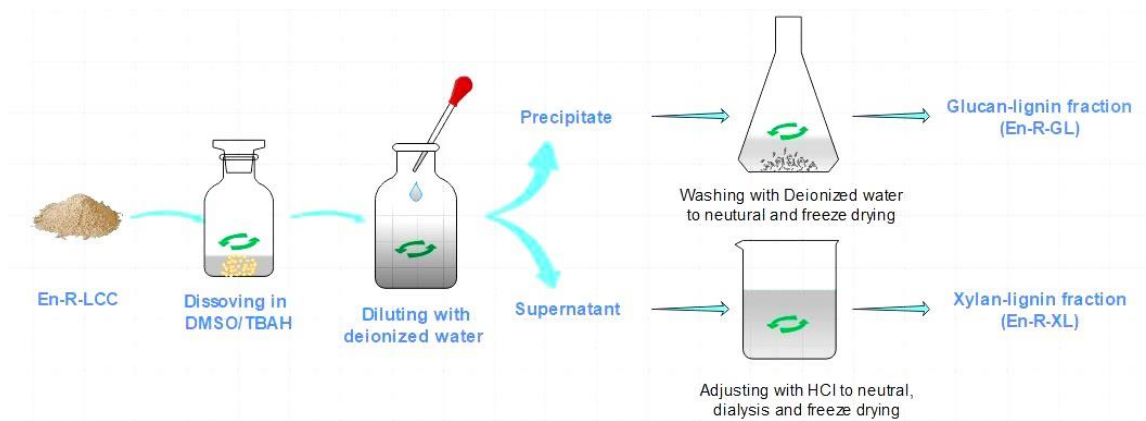 En-R-LCC
Dissoving in
DMSO/TBAH
Diluting with
deionized water
Precipitate
Washing with Deionized water
to neutural and freeze drying
Glucan-lignin fraction
(En-R-GL)
Supernatant
Adjusting with HCl to neutral,
dialysis and freeze drying
Xylan-lignin fraction
(En-R-XL)